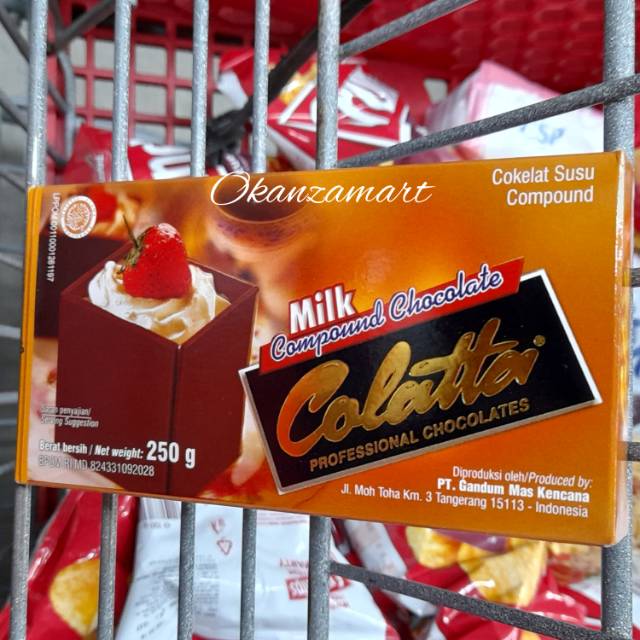 Okanzamart
Cokelat Susu
Compound
Milk
Compound Chocolate
Colatta
PROFESSIONAL CHOCOLATES
Saran penyajian/
Serving Suggestion
Berat bersih / Net weight: 250 g
BPOM RI MD 824331092028
Diproduksi oleh/Produced by:
PT. Gandum Mas Kencana
Jl. Moh Toha Km. 3 Tangerang 15113 - Indonesia